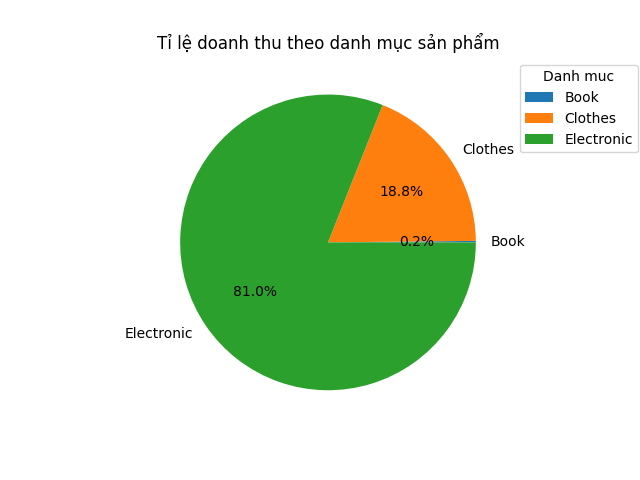 Tỉ lệ doanh thu theo danh mục sản phẩm
Danh muc
Book
Clothes
Electronic
Clothes
18.8%
0.2%
Book
81.0%
Electronic